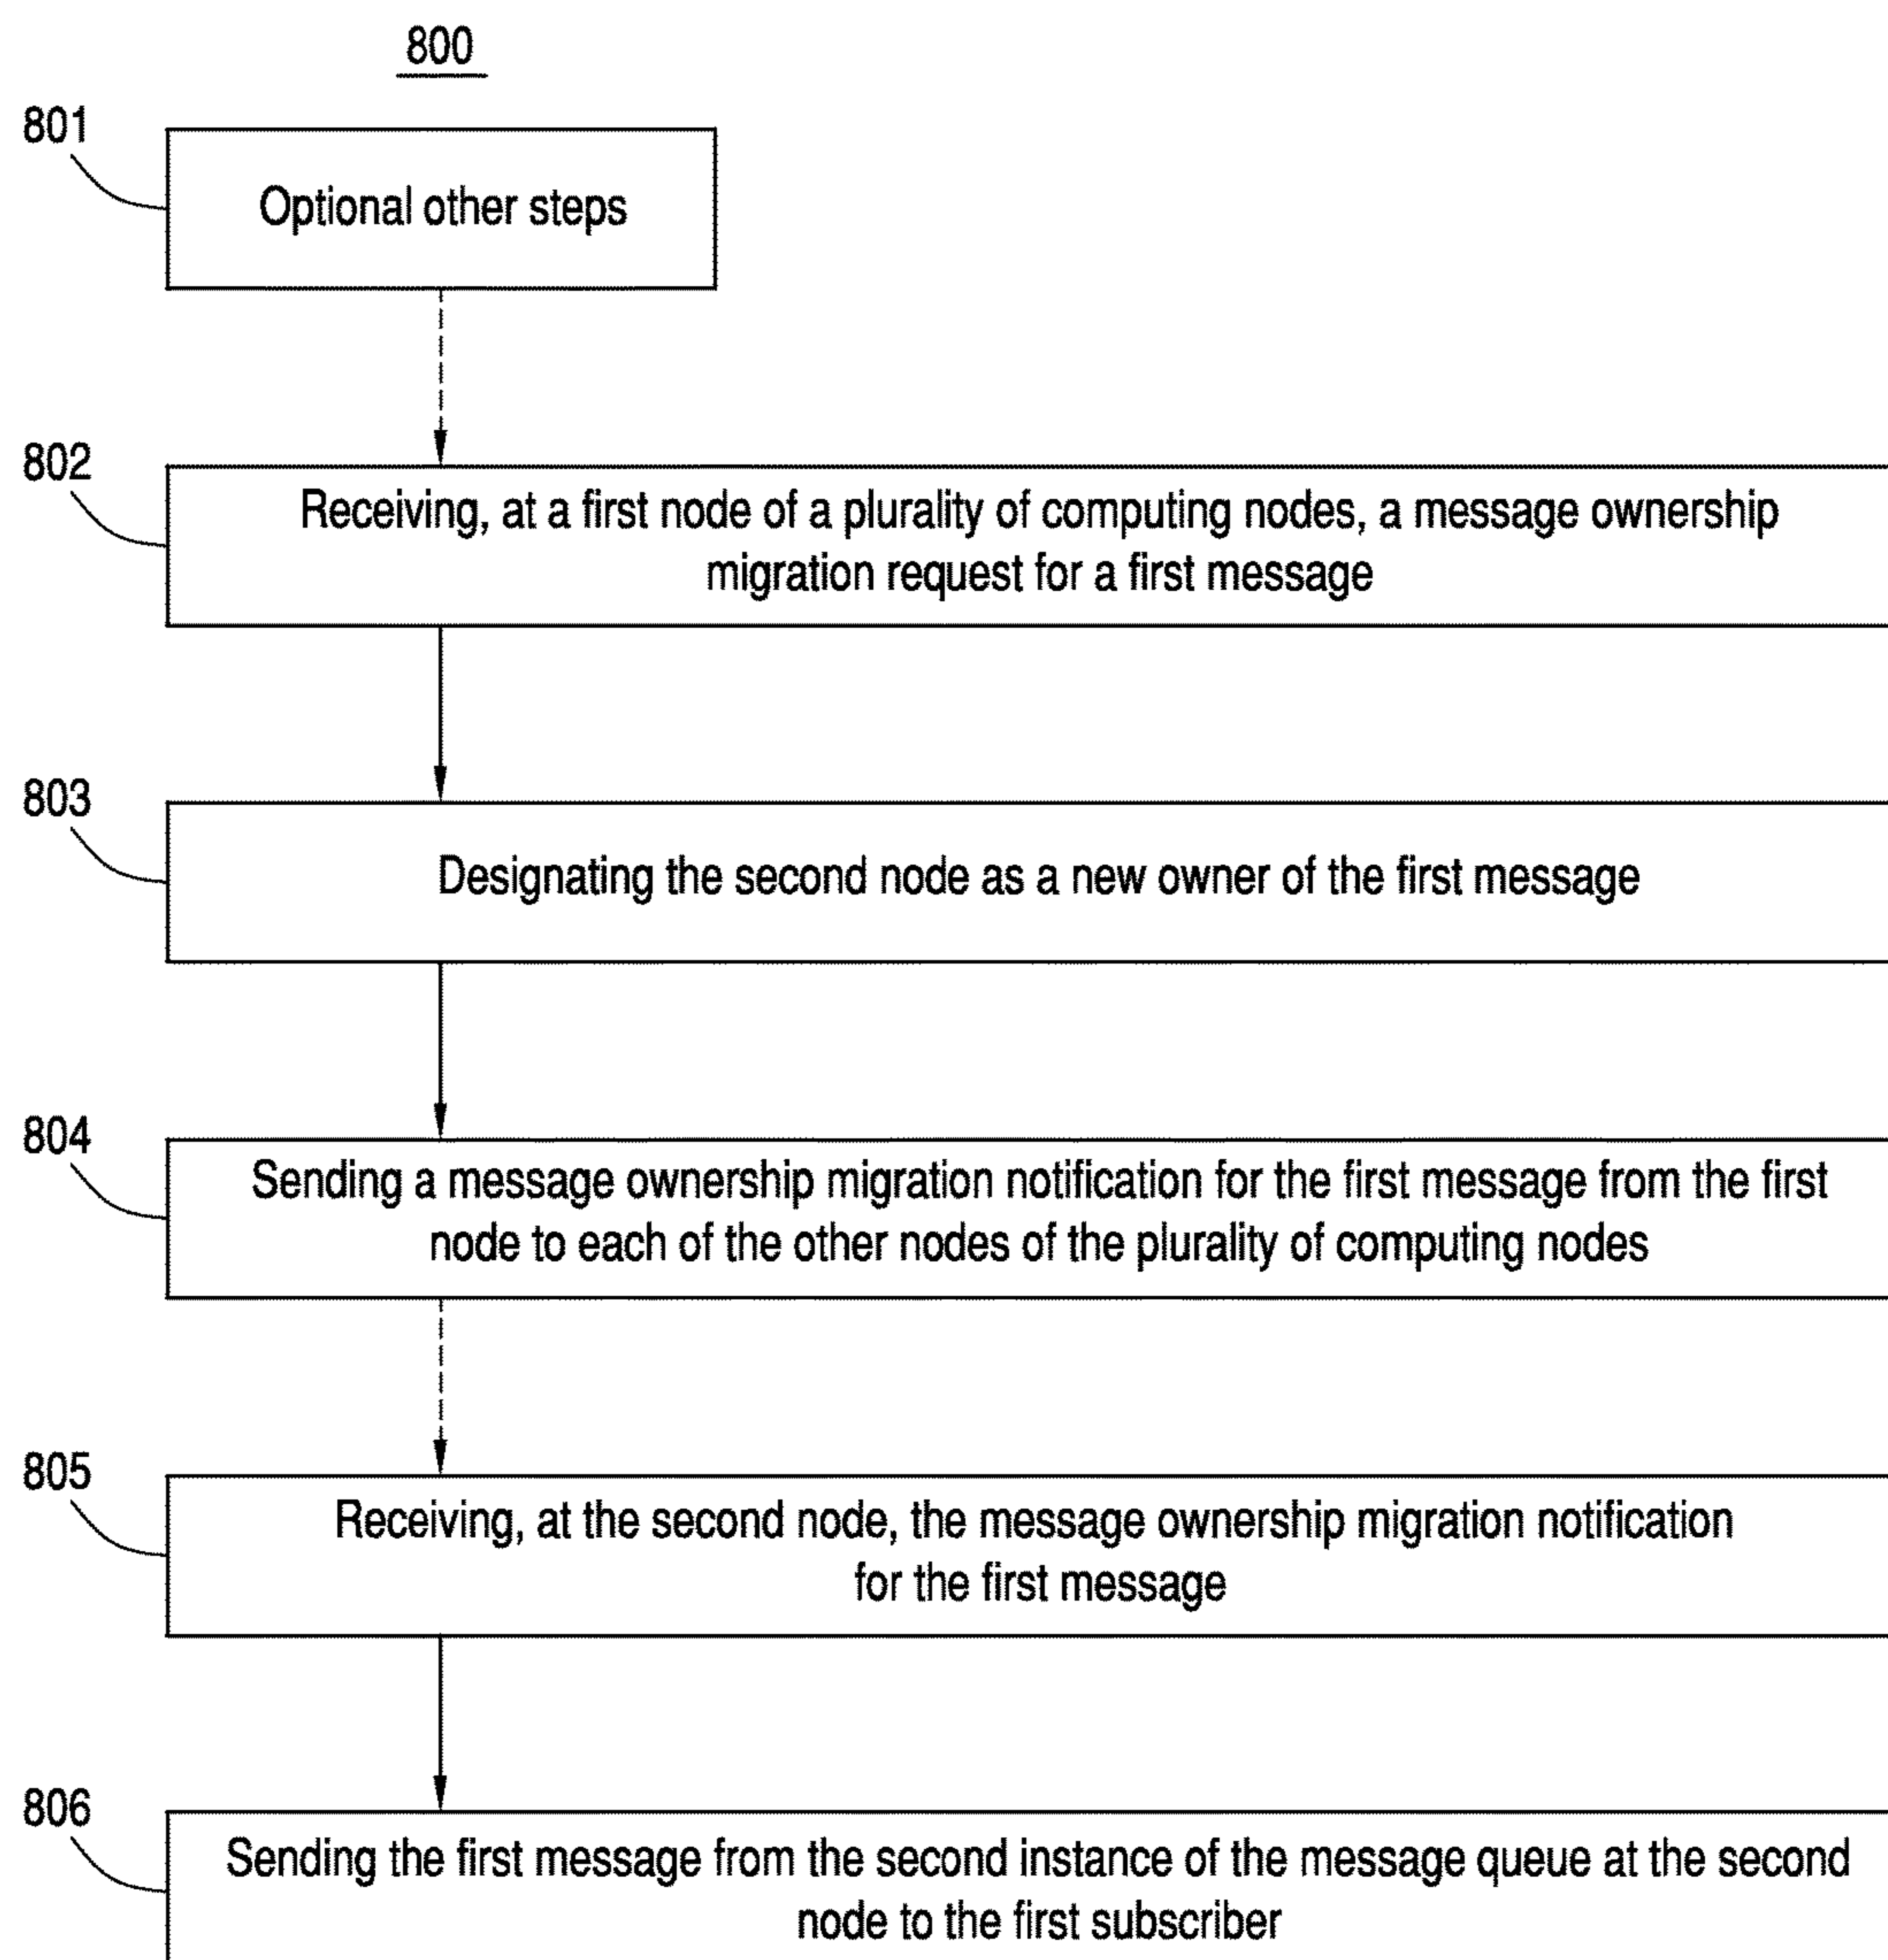 800
801
Optional other steps
802
Receiving, at a first node of a plurality of computing nodes, a message ownership
migration request for a first message
803
Designating the second node as a new owner of the first message
804
Sending a message ownership migration notification for the first message from the first
node to each of the other nodes of the plurality of computing nodes
805
Receiving, at the second node, the message ownership migration notification
for the first message
806
Sending the first message from the second instance of the message queue at the second
node to the first subscriber